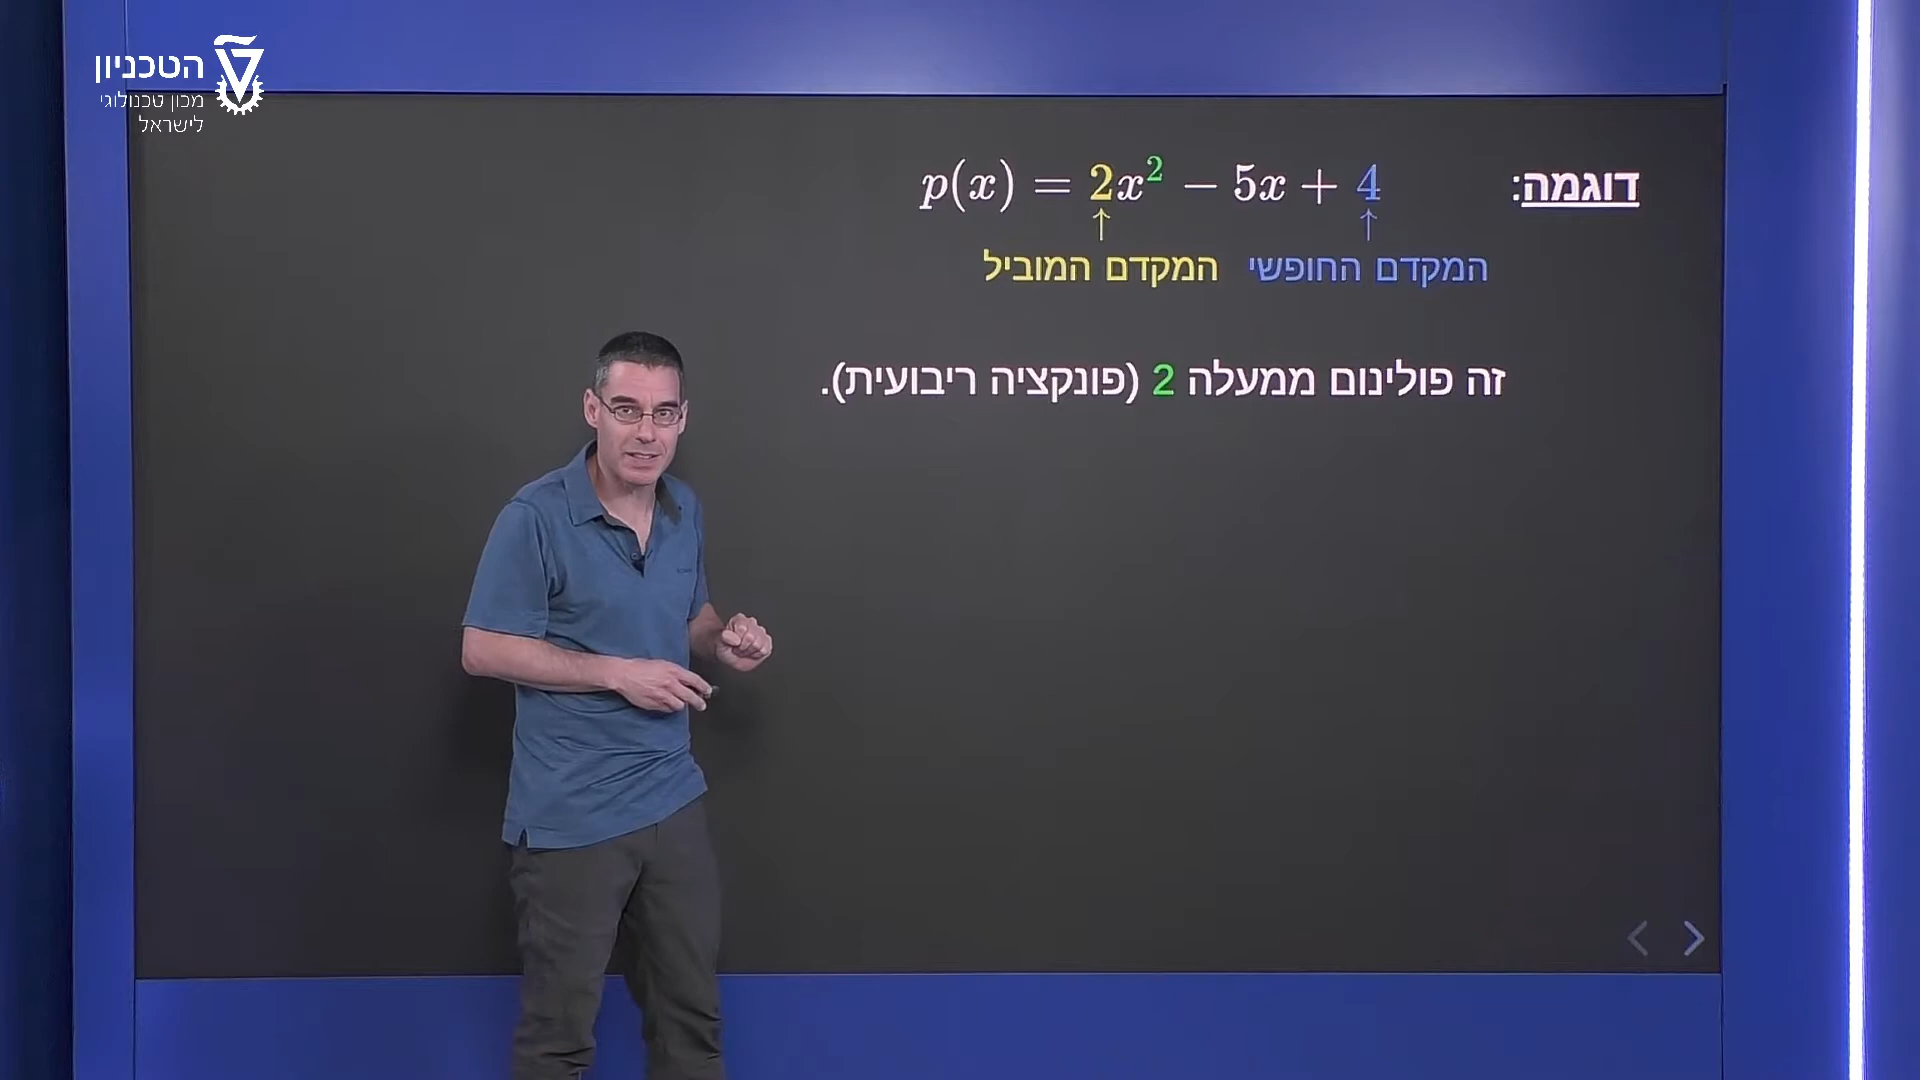 הטכניון
מכון טכנולוגי
לישראל
דוגמה: p(x) = 2x² − 5x + 4
↑ ↑
המקדם המוביל המקדם החופשי
זה פולינום ממעלה 2 (פונקציה ריבועית).